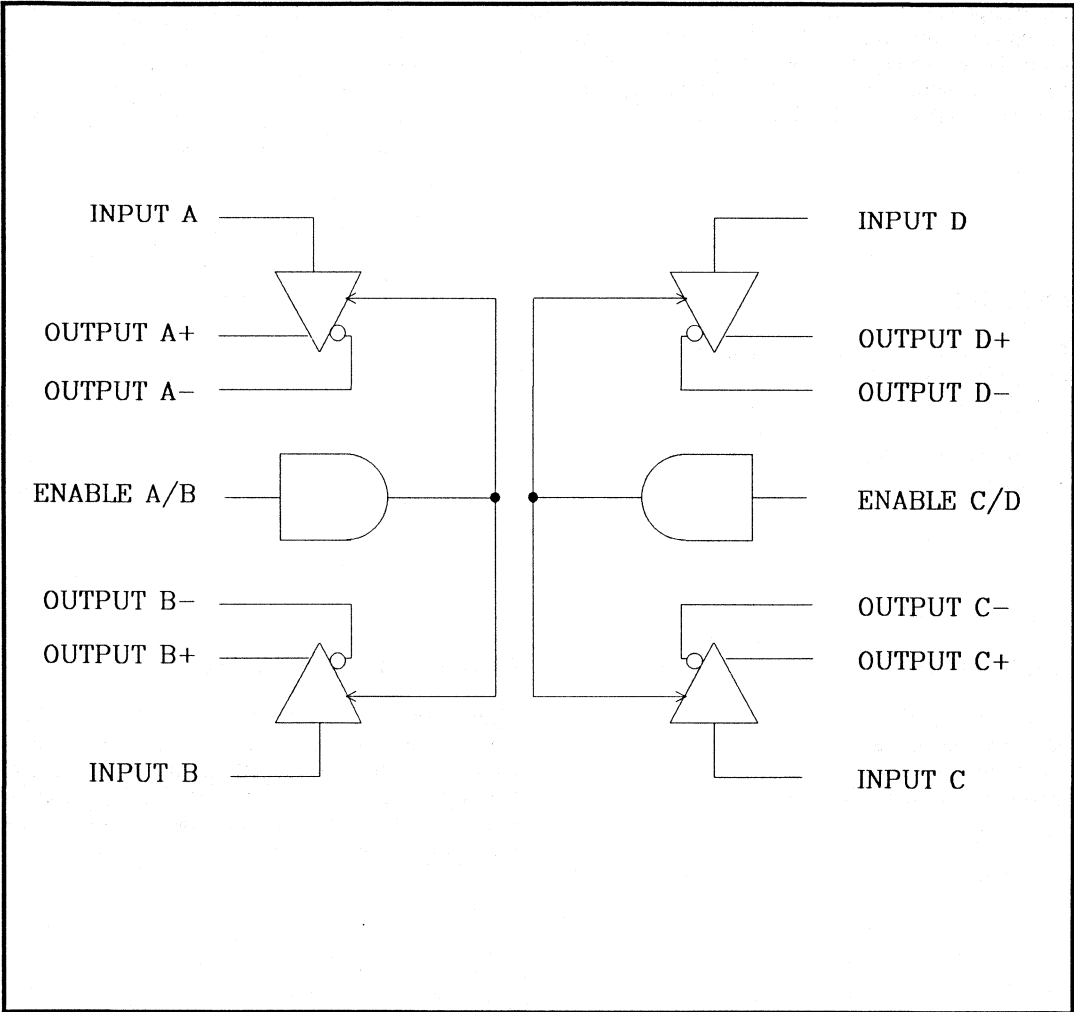 INPUT A
OUTPUT A+
OUTPUT A−
ENABLE A/B
OUTPUT B−
OUTPUT B+
INPUT B
INPUT D
OUTPUT D+
OUTPUT D−
ENABLE C/D
OUTPUT C−
OUTPUT C+
INPUT C